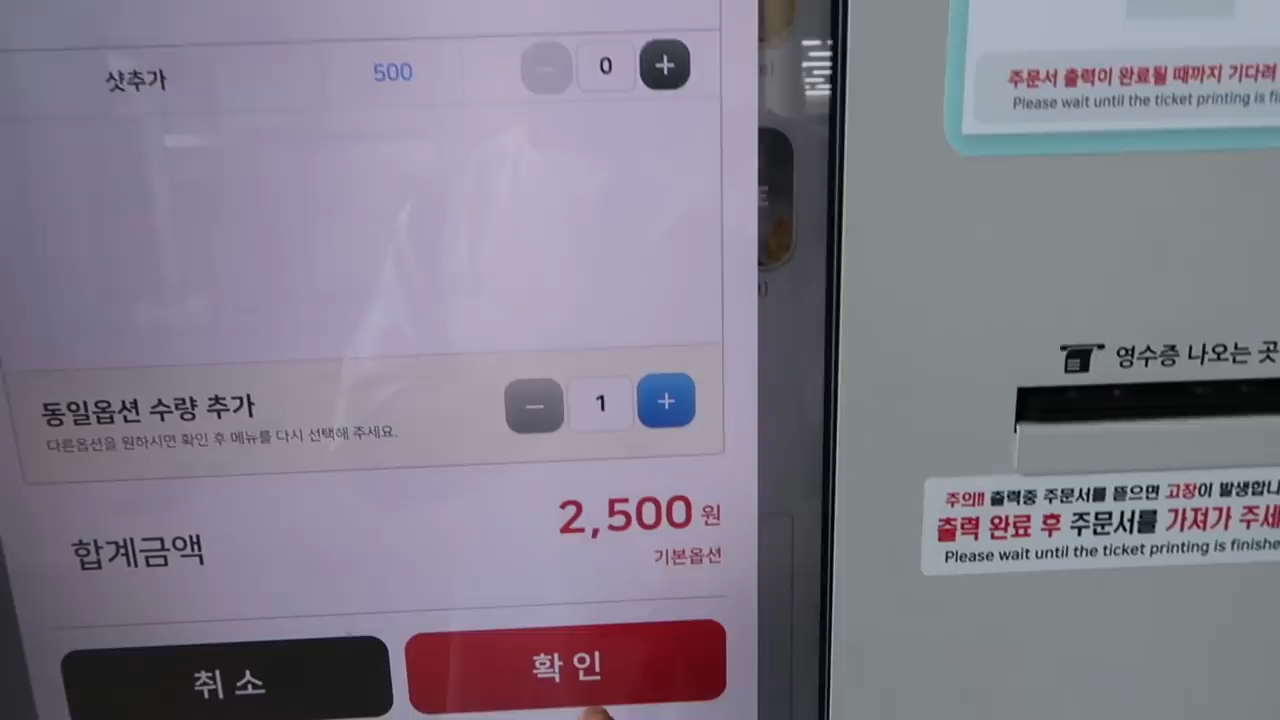 샷추가 500 - 0 +
동일옵션 수량 추가 - 1 +
다른옵션을 원하시면 확인 후 메뉴를 다시 선택해 주세요.
합계금액 2,500 원
기본옵션
취소 확인
주문서 출력이 완료될 때까지 기다려
Please wait until the ticket printing is
영수증 나오는 곳
주의!! 출력중 주문서를 뜯으면 고장이 발생합니
출력 완료 후 주문서를 가져가 주세
Please wait until the ticket printing is finishe